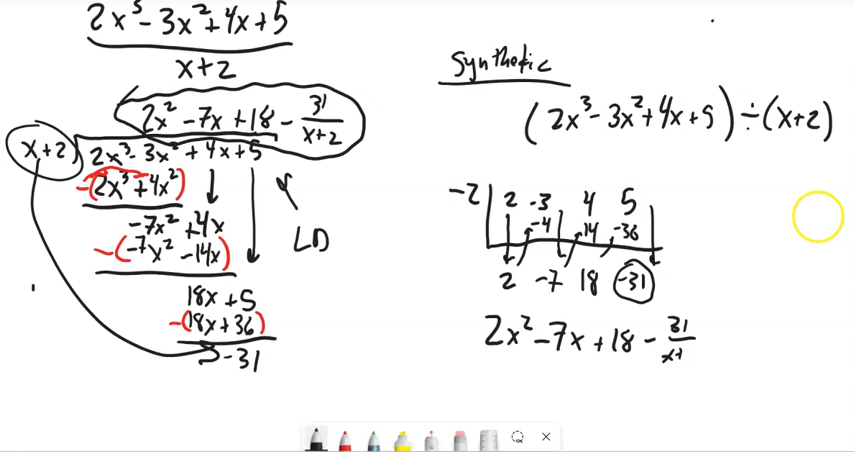 2x³ - 3x² + 4x + 5
x + 2
2x² - 7x + 18 - 31/(x+2)
x+2 2x³ - 3x² + 4x + 5
-(2x³ + 4x²)
-7x² + 4x
-(-7x² - 14x)
LD
18x + 5
-(18x + 36)
-31
Synthetic
(2x³ - 3x² + 4x + 5) ÷ (x+2)
-2 2 -3 4 5
-4 14 -36
2 -7 18 -31
2x² - 7x + 18 - 31/x+